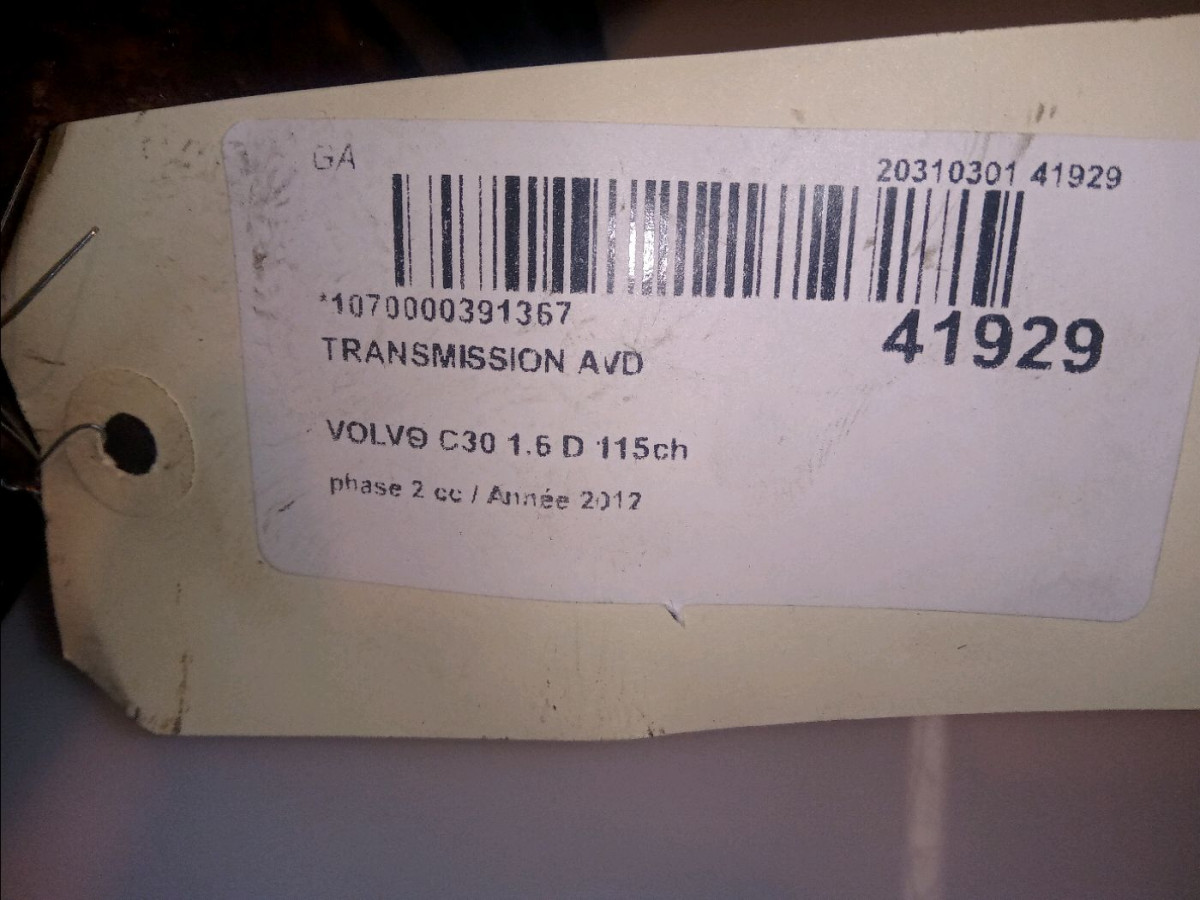 GA
20310301 41929
*1070000391367
41929
TRANSMISSION AVD
VOLVO C30 1.6 D 115ch
phase 2 cc / Année 2012